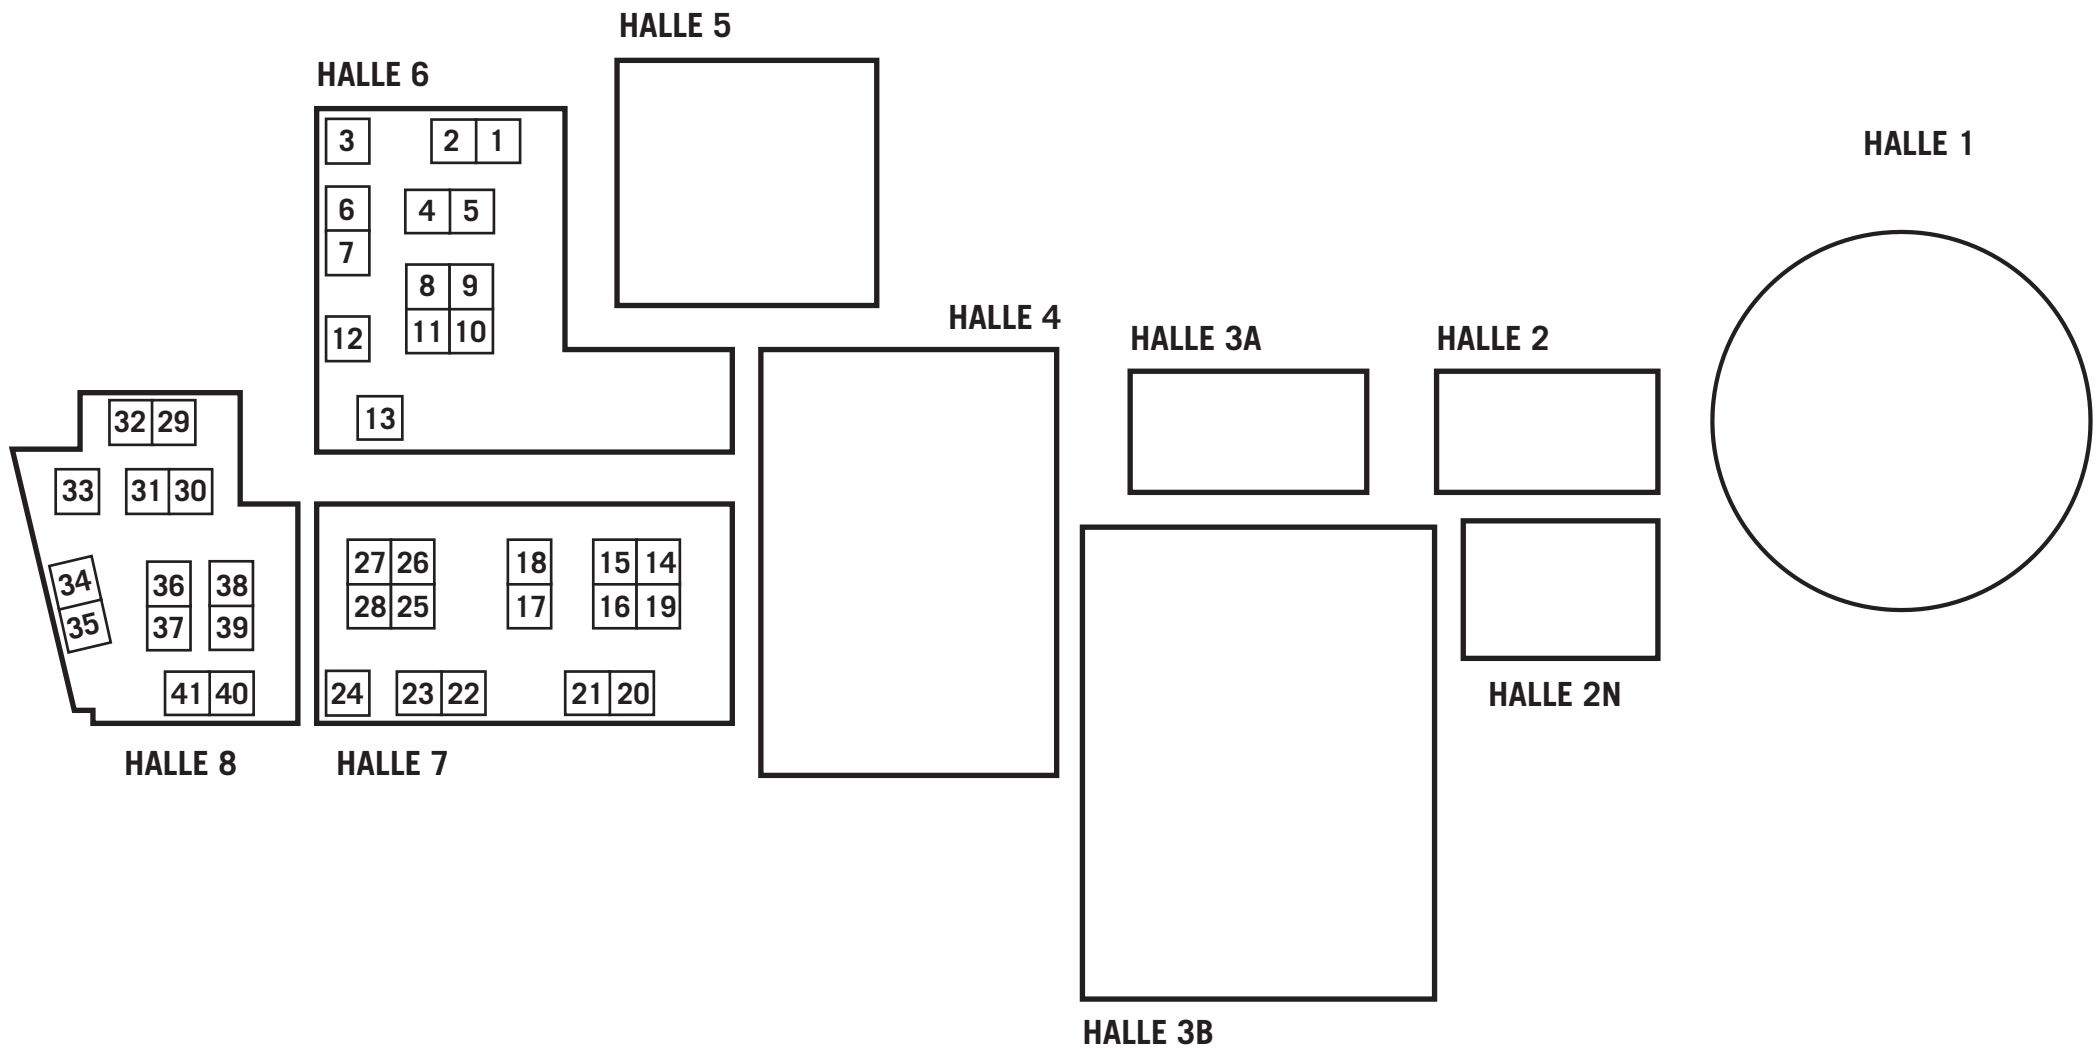 HALLE 5
HALLE 6
HALLE 1
3 2 1
6 4 5
7
8 9
12 11 10
13
HALLE 4
HALLE 3A
HALLE 2
32 29
33 31 30
34 36 38
35 37 39
41 40
27 26 18 15 14
28 25 17 16 19
24 23 22 21 20
HALLE 2N
HALLE 8
HALLE 7
HALLE 3B